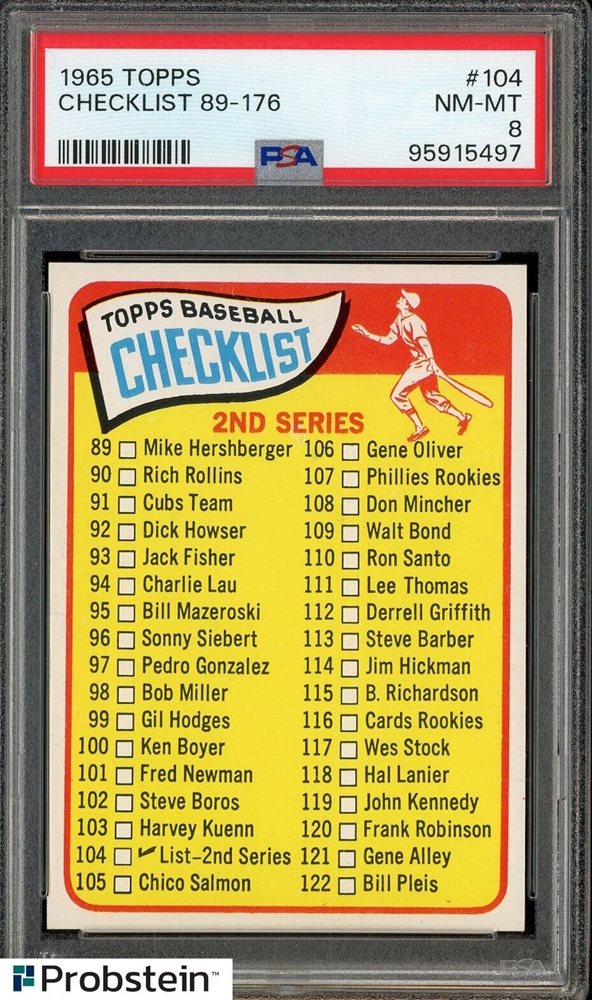 1965 TOPPS #104
CHECKLIST 89-176 NM-MT
8
PSA 95915497
TOPPS BASEBALL
CHECKLIST
2ND SERIES
89 Mike Hershberger
90 Rich Rollins
91 Cubs Team
92 Dick Howser
93 Jack Fisher
94 Charlie Lau
95 Bill Mazeroski
96 Sonny Siebert
97 Pedro Gonzalez
98 Bob Miller
99 Gil Hodges
100 Ken Boyer
101 Fred Newman
102 Steve Boros
103 Harvey Kuenn
104 List-2nd Series
105 Chico Salmon
106 Gene Oliver
107 Phillies Rookies
108 Don Mincher
109 Walt Bond
110 Ron Santo
111 Lee Thomas
112 Derrell Griffith
113 Steve Barber
114 Jim Hickman
115 B. Richardson
116 Cards Rookies
117 Wes Stock
118 Hal Lanier
119 John Kennedy
120 Frank Robinson
121 Gene Alley
122 Bill Pleis
PSA
Probstein™